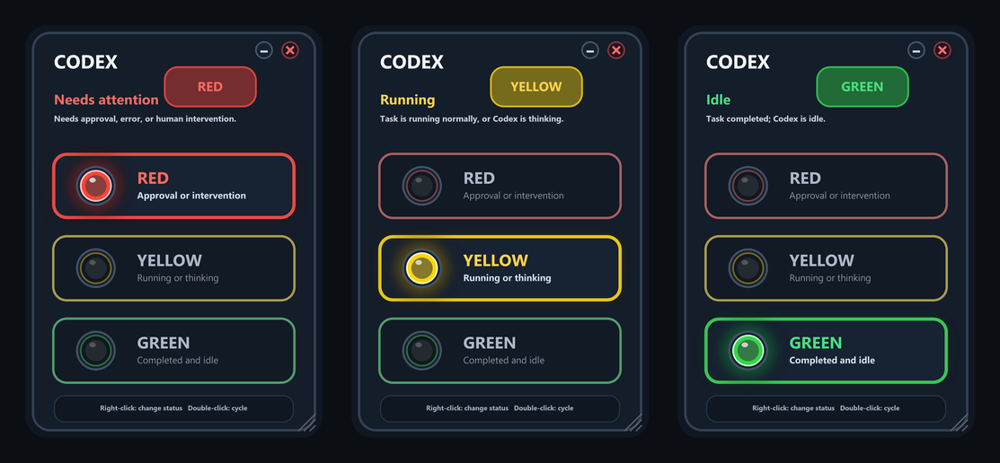 CODEX
RED
Needs attention
Needs approval, error, or human intervention.
RED
Approval or intervention
YELLOW
Running or thinking
GREEN
Completed and idle
Right-click: change status Double-click: cycle
CODEX
YELLOW
Running
Task is running normally, or Codex is thinking.
RED
Approval or intervention
YELLOW
Running or thinking
GREEN
Completed and idle
Right-click: change status Double-click: cycle
CODEX
GREEN
Idle
Task completed; Codex is idle.
RED
Approval or intervention
YELLOW
Running or thinking
GREEN
Completed and idle
Right-click: change status Double-click: cycle